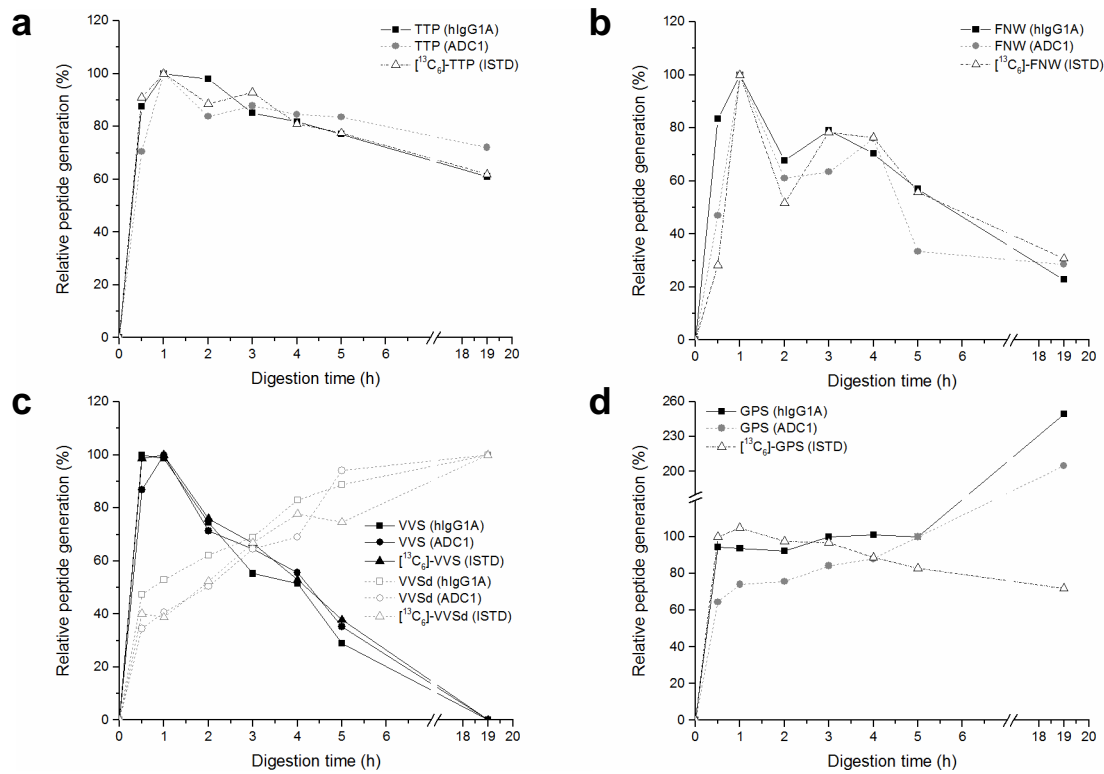 a
TTP (hIgG1A)
TTP (ADC1)
[¹³C₆]-TTP (ISTD)
Relative peptide generation (%)
120
100
80
60
40
20
0
0 1 2 3 4 5 6 18 19 20
Digestion time (h)
b
FNW (hIgG1A)
FNW (ADC1)
[¹³C₆]-FNW (ISTD)
Relative peptide generation (%)
120
100
80
60
40
20
0
0 1 2 3 4 5 6 18 19 20
Digestion time (h)
c
VVS (hIgG1A)
VVS (ADC1)
[¹³C₆]-VVS (ISTD)
VVSd (hIgG1A)
VVSd (ADC1)
[¹³C₆]-VVSd (ISTD)
Relative peptide generation (%)
120
100
80
60
40
20
0
0 1 2 3 4 5 6 18 19 20
Digestion time (h)
d
GPS (hIgG1A)
GPS (ADC1)
[¹³C₆]-GPS (ISTD)
Relative peptide generation (%)
260
240
200
100
80
60
40
20
0
0 1 2 3 4 5 6 18 19 20
Digestion time (h)